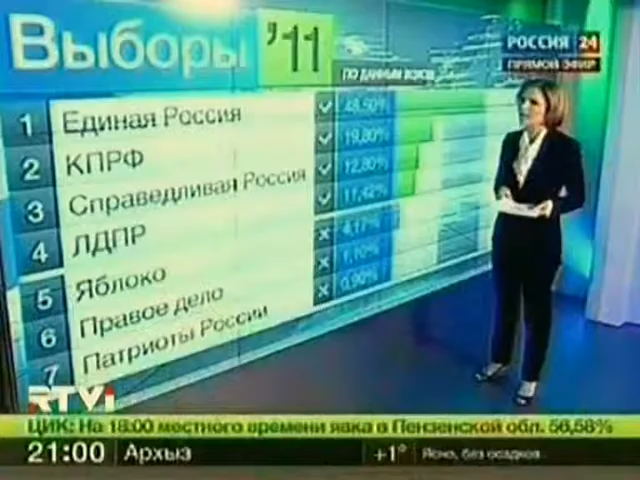 Выборы '11
РОССИЯ 24
ПРЯМОЙ ЭФИР
ПО ДАННЫМ
1 Единая Россия 48,50%
2 КПРФ 19,80%
3 Справедливая Россия 12,80%
4 ЛДПР 11,42%
5 Яблоко 4,17%
6 Правое дело 1,10%
7 Патриоты России 0,96%
RTVi
ЦИК: На 18:00 местного времени явка в Пензенской обл. 56,58%
21:00 Архыз +1° Ясно, без осадков